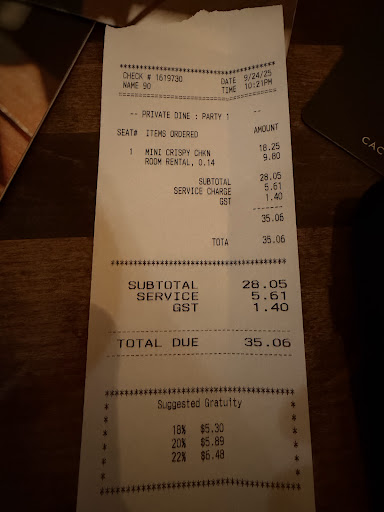 ************************************
CHECK # 1619730 DATE 9/24/25
NAME 90 TIME 10:21PM
************************************
-- PRIVATE DINE : PARTY 1 --
SEAT# ITEMS ORDERED AMOUNT
1 MINI CRISPY CHKN 18.25
ROOM RENTAL, 0.14 9.80
SUBTOTAL 28.05
SERVICE CHARGE 5.61
GST 1.40
-------
35.06
TOTA 35.06
************************************
SUBTOTAL 28.05
SERVICE 5.61
GST 1.40
------------------------------------
TOTAL DUE 35.06
------------------------------------
************************************
* Suggested Gratuity *
* 18% $5.30 *
* 20% $5.89 *
* 22% $6.48 *
************************************
CAC